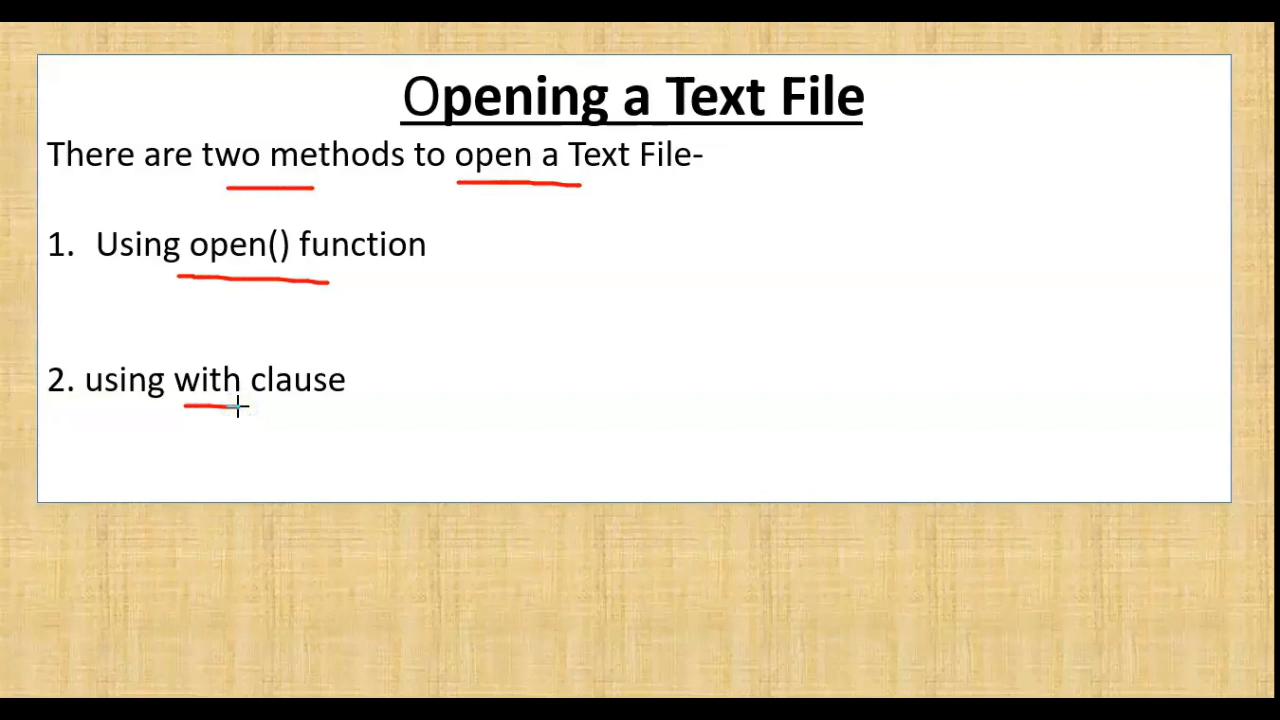 Opening a Text File
There are two methods to open a Text File-
1. Using open() function
2. using with clause